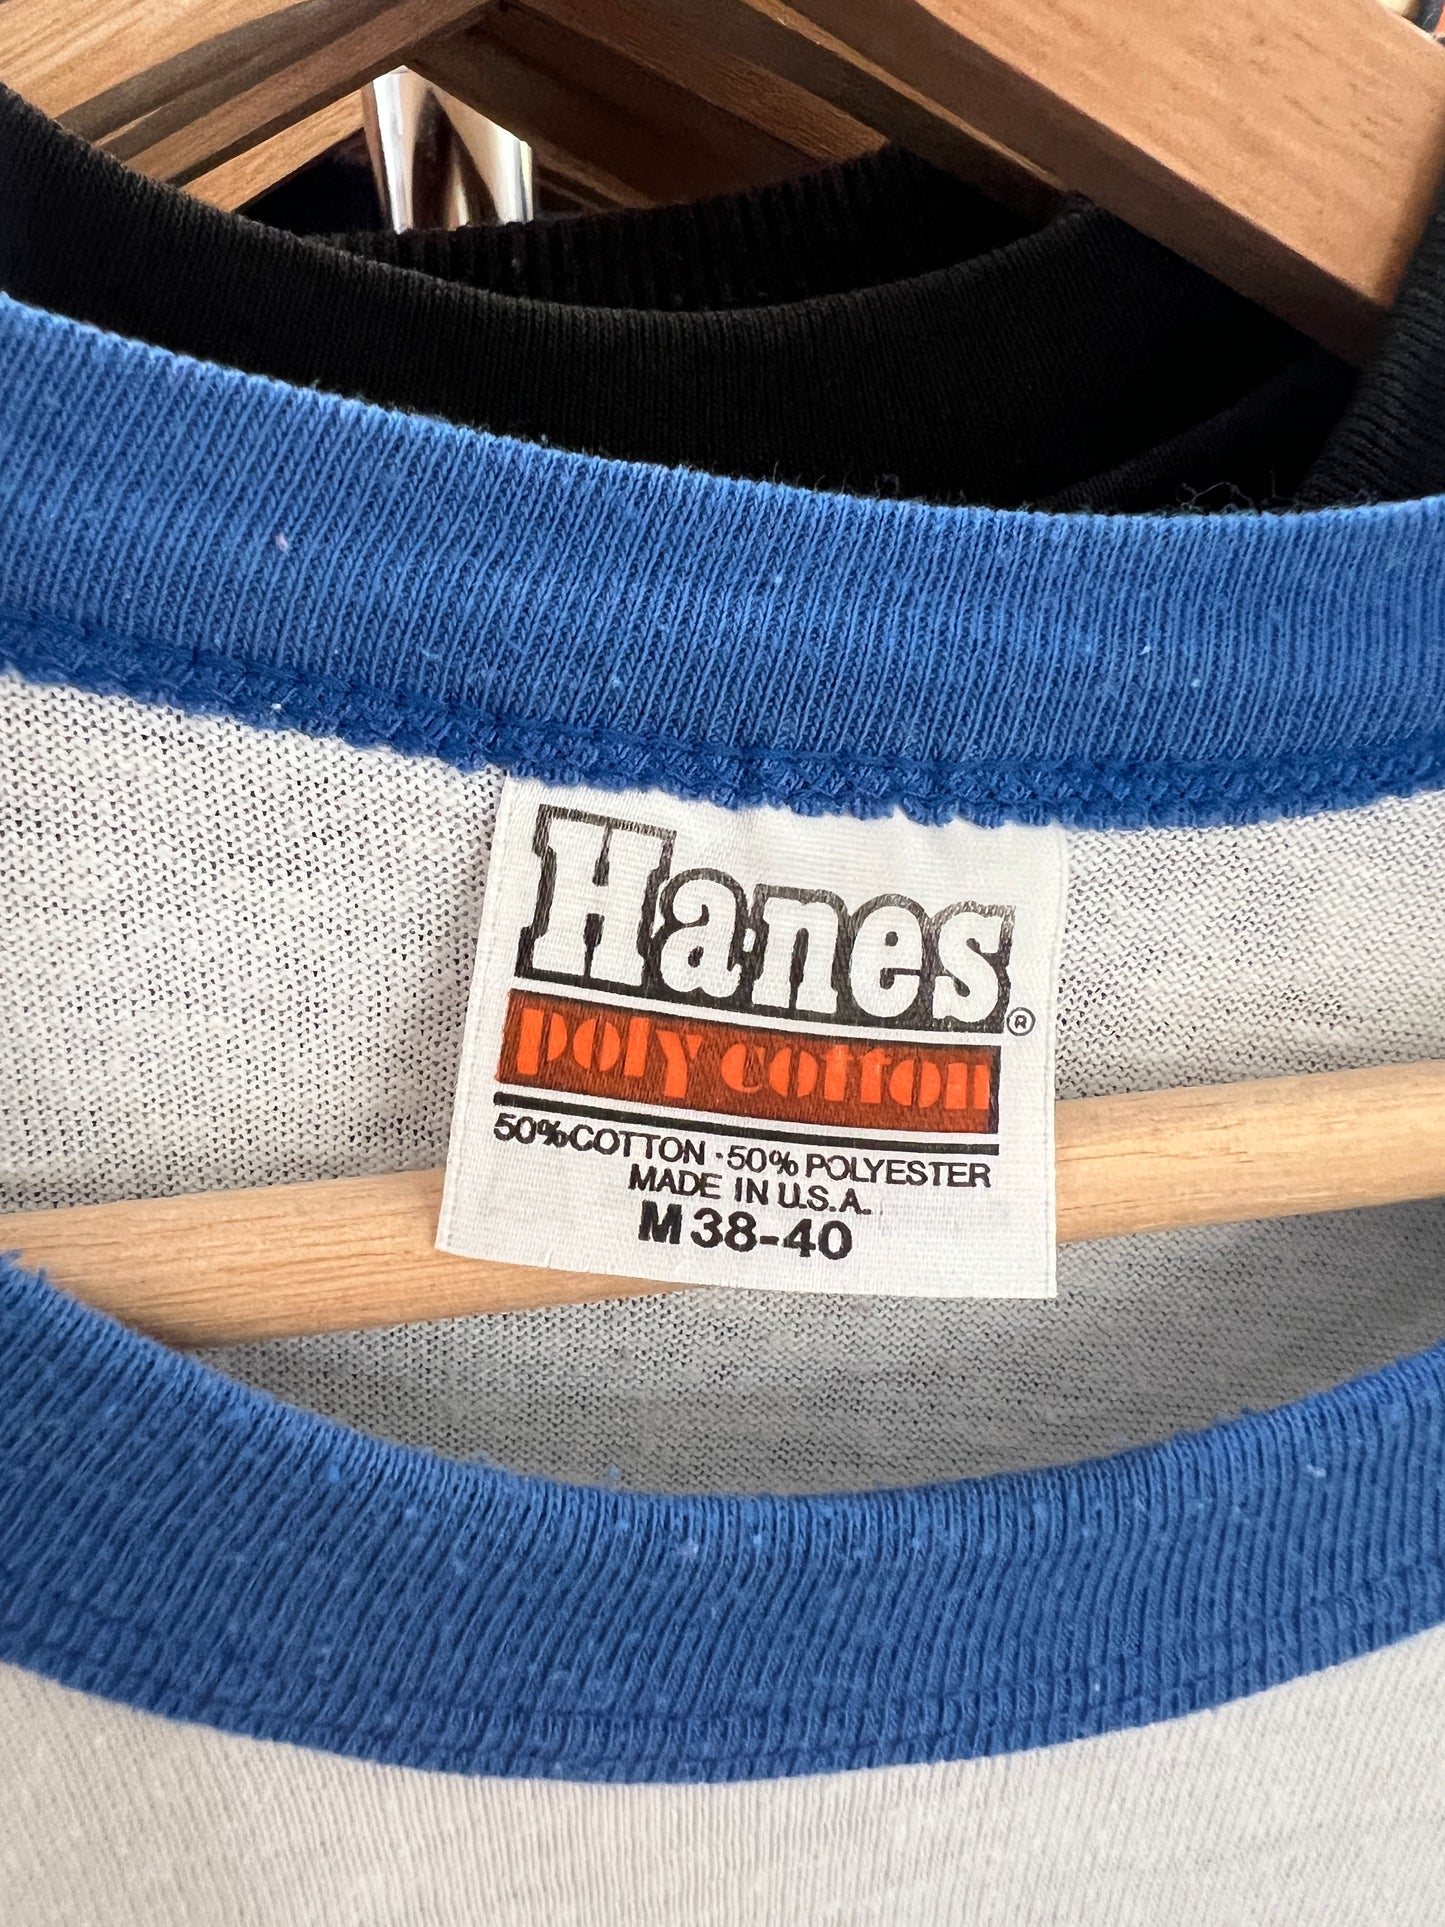 Hanes®
poly cotton
50% COTTON · 50% POLYESTER
MADE IN U.S.A.
M 38-40